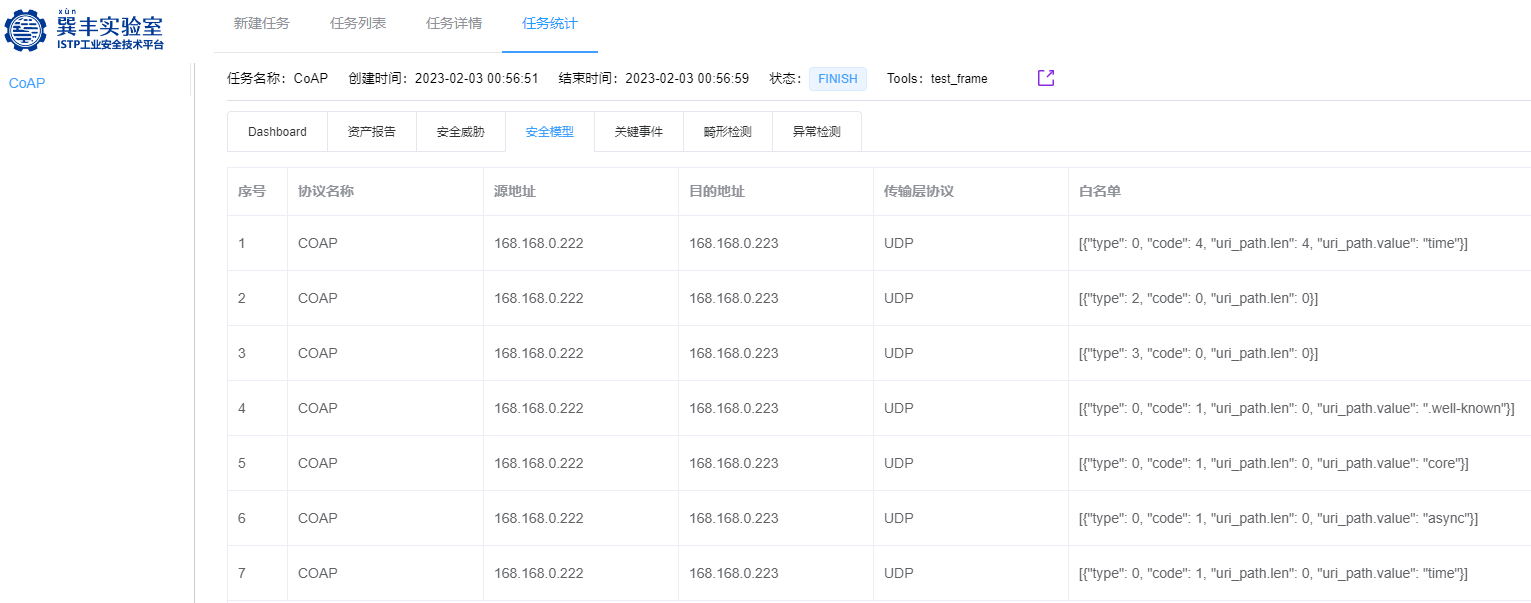 xùn
巽丰实验室
ISTP工业安全技术平台
新建任务 任务列表 任务详情 任务统计
CoAP
任务名称：CoAP 创建时间：2023-02-03 00:56:51 结束时间：2023-02-03 00:56:59 状态： FINISH Tools：test_frame
Dashboard 资产报告 安全威胁 安全模型 关键事件 畸形检测 异常检测
序号 协议名称 源地址 目的地址 传输层协议 白名单
1 COAP 168.168.0.222 168.168.0.223 UDP [{"type": 0, "code": 4, "uri_path.len": 4, "uri_path.value": "time"}]
2 COAP 168.168.0.222 168.168.0.223 UDP [{"type": 2, "code": 0, "uri_path.len": 0}]
3 COAP 168.168.0.222 168.168.0.223 UDP [{"type": 3, "code": 0, "uri_path.len": 0}]
4 COAP 168.168.0.222 168.168.0.223 UDP [{"type": 0, "code": 1, "uri_path.len": 0, "uri_path.value": ".well-known"}]
5 COAP 168.168.0.222 168.168.0.223 UDP [{"type": 0, "code": 1, "uri_path.len": 0, "uri_path.value": "core"}]
6 COAP 168.168.0.222 168.168.0.223 UDP [{"type": 0, "code": 1, "uri_path.len": 0, "uri_path.value": "async"}]
7 COAP 168.168.0.222 168.168.0.223 UDP [{"type": 0, "code": 1, "uri_path.len": 0, "uri_path.value": "time"}]